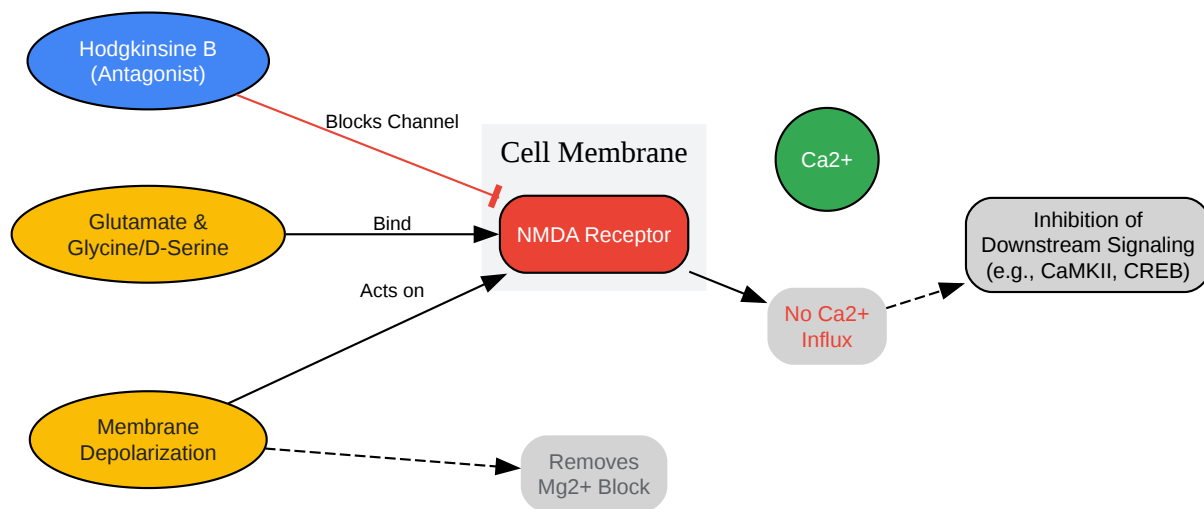 Hodgkinsine B
(Antagonist)
Blocks Channel
Cell Membrane
Ca2+
Glutamate &
Glycine/D-Serine
Bind
NMDA Receptor
Inhibition of
Downstream Signaling
(e.g., CaMKII, CREB)
Acts on
No Ca2+
Influx
Membrane
Depolarization
Removes
Mg2+ Block